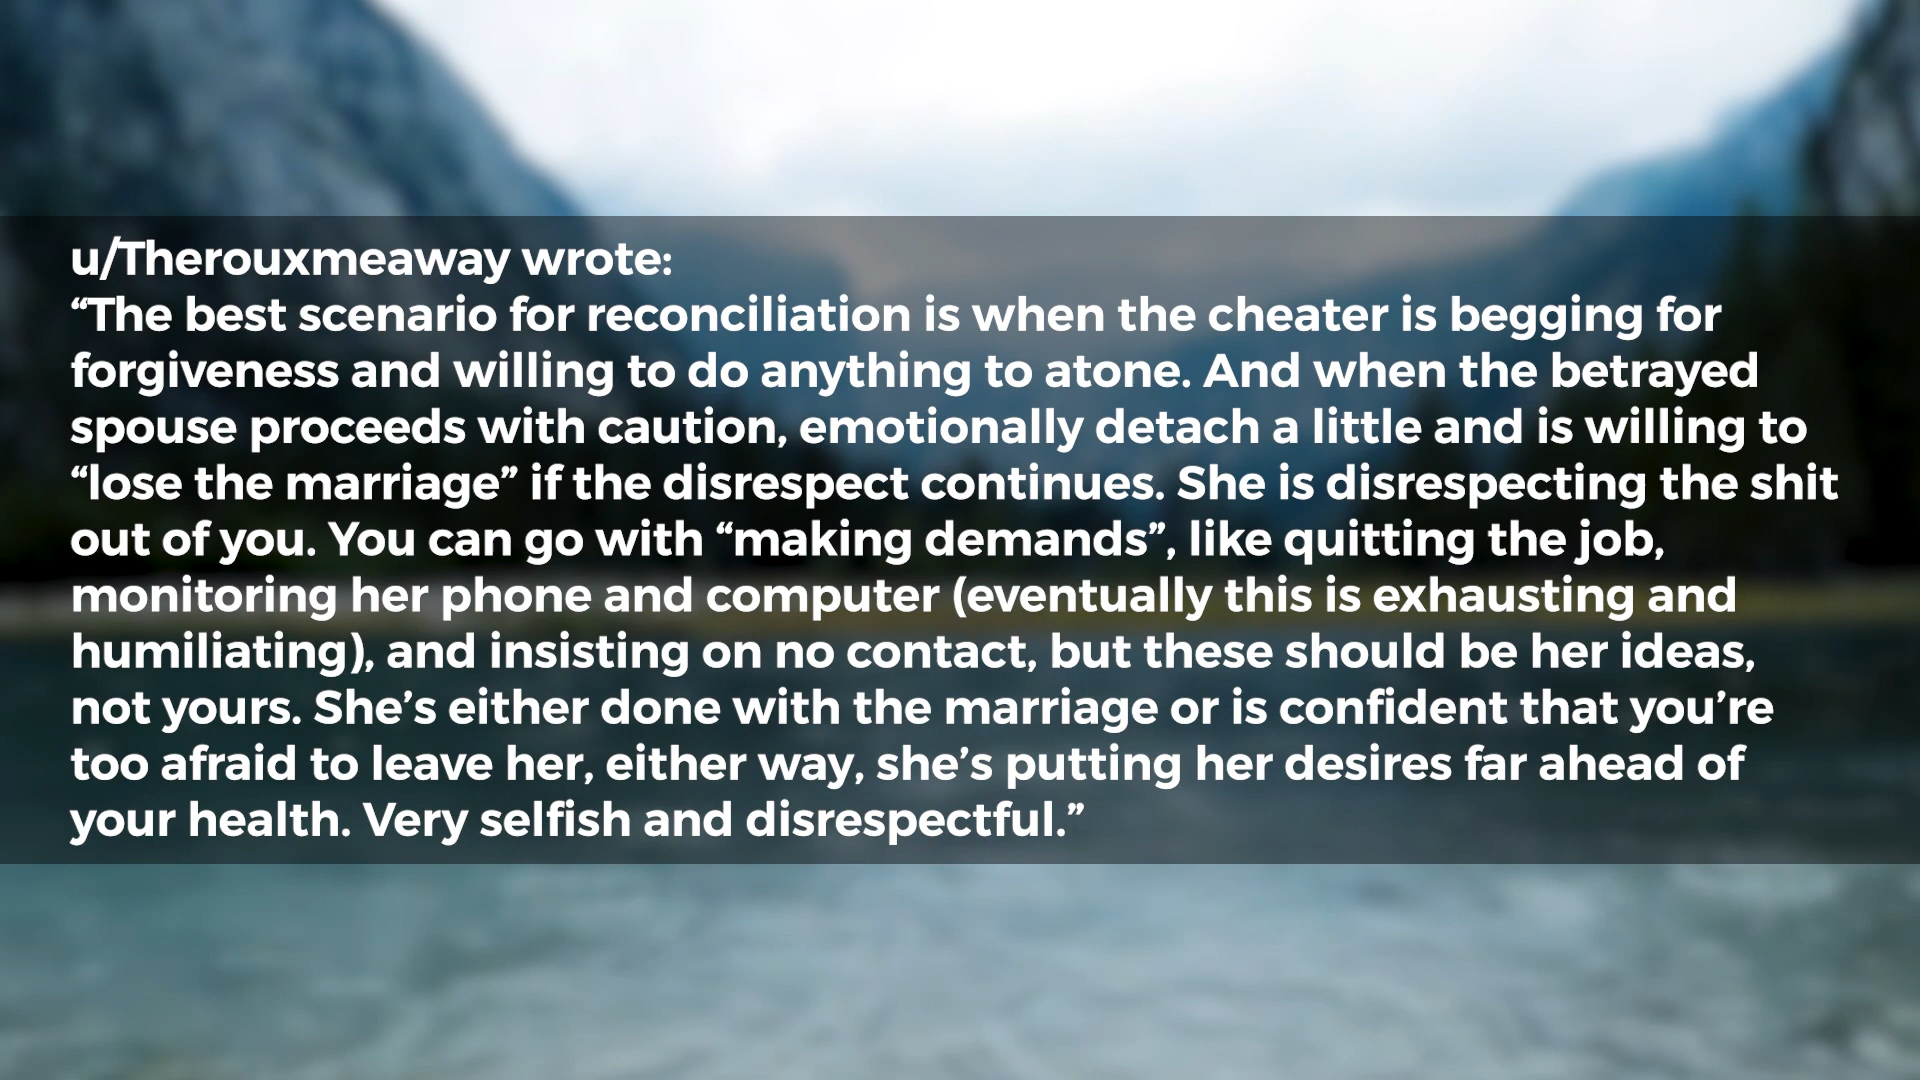 u/Therouxmeaway wrote:
“The best scenario for reconciliation is when the cheater is begging for
forgiveness and willing to do anything to atone. And when the betrayed
spouse proceeds with caution, emotionally detach a little and is willing to
“lose the marriage” if the disrespect continues. She is disrespecting the shit
out of you. You can go with “making demands”, like quitting the job,
monitoring her phone and computer (eventually this is exhausting and
humiliating), and insisting on no contact, but these should be her ideas,
not yours. She’s either done with the marriage or is confident that you’re
too afraid to leave her, either way, she’s putting her desires far ahead of
your health. Very selfish and disrespectful.”